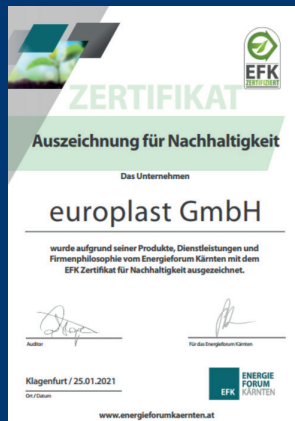 EFK
ZERTIFIZIERT
ZERTIFIKAT
Auszeichnung für Nachhaltigkeit
Das Unternehmen
europlast GmbH
wurde aufgrund seiner Produkte, Dienstleistungen und
Firmenphilosophie vom Energieforum Kärnten mit dem
EFK Zertifikat für Nachhaltigkeit ausgezeichnet.
Auditor
Für das Energieforum Kärnten
Klagenfurt / 25.01.2021
Ort / Datum
EFK
ENERGIE
FORUM
KÄRNTEN
www.energieforumkaernten.at